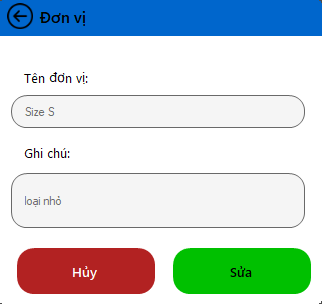 Đơn vị
Tên đơn vị:
Size S
Ghi chú:
loại nhỏ
Hủy
Sửa